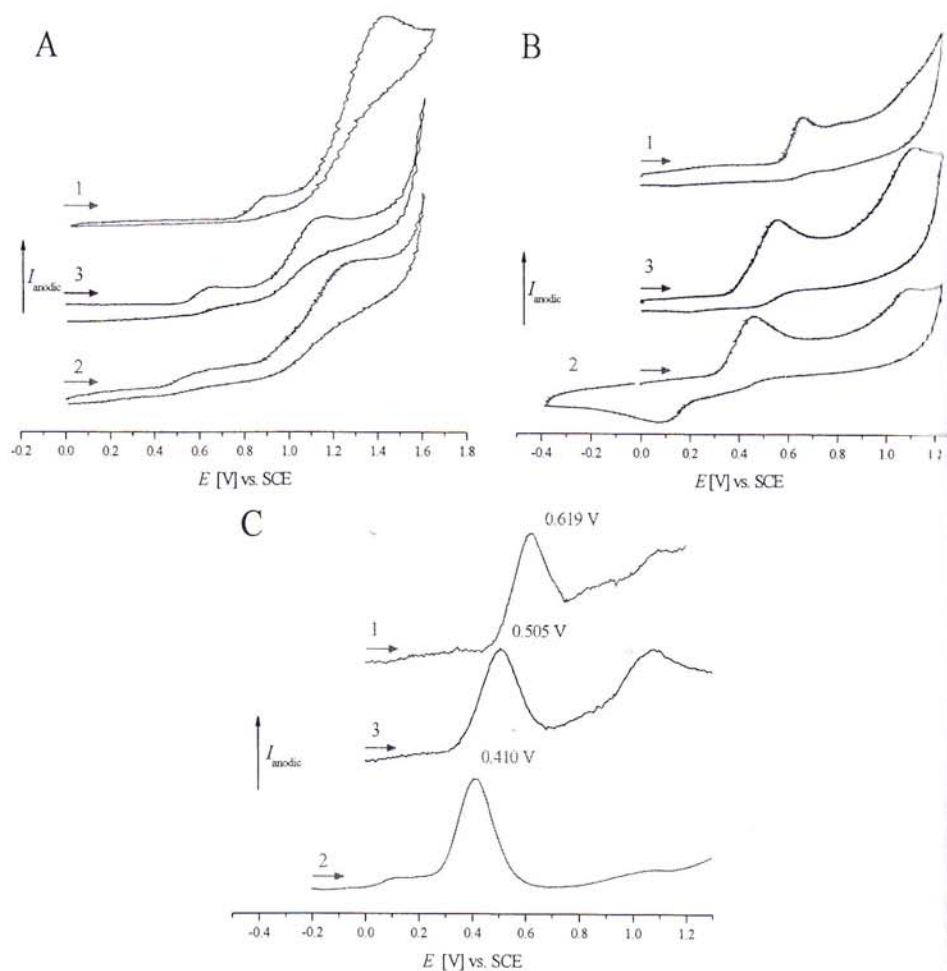 A
1
3
I anodic
2
-0.2 0.0 0.2 0.4 0.6 0.8 1.0 1.2 1.4 1.6 1.8
E [V] vs. SCE
B
1
3
I anodic
2
-0.4 -0.2 0.0 0.2 0.4 0.6 0.8 1.0 1.2
E [V] vs. SCE
C
0.619 V
1
0.505 V
3
0.410 V
I anodic
2
-0.4 -0.2 0.0 0.2 0.4 0.6 0.8 1.0 1.2
E [V] vs. SCE